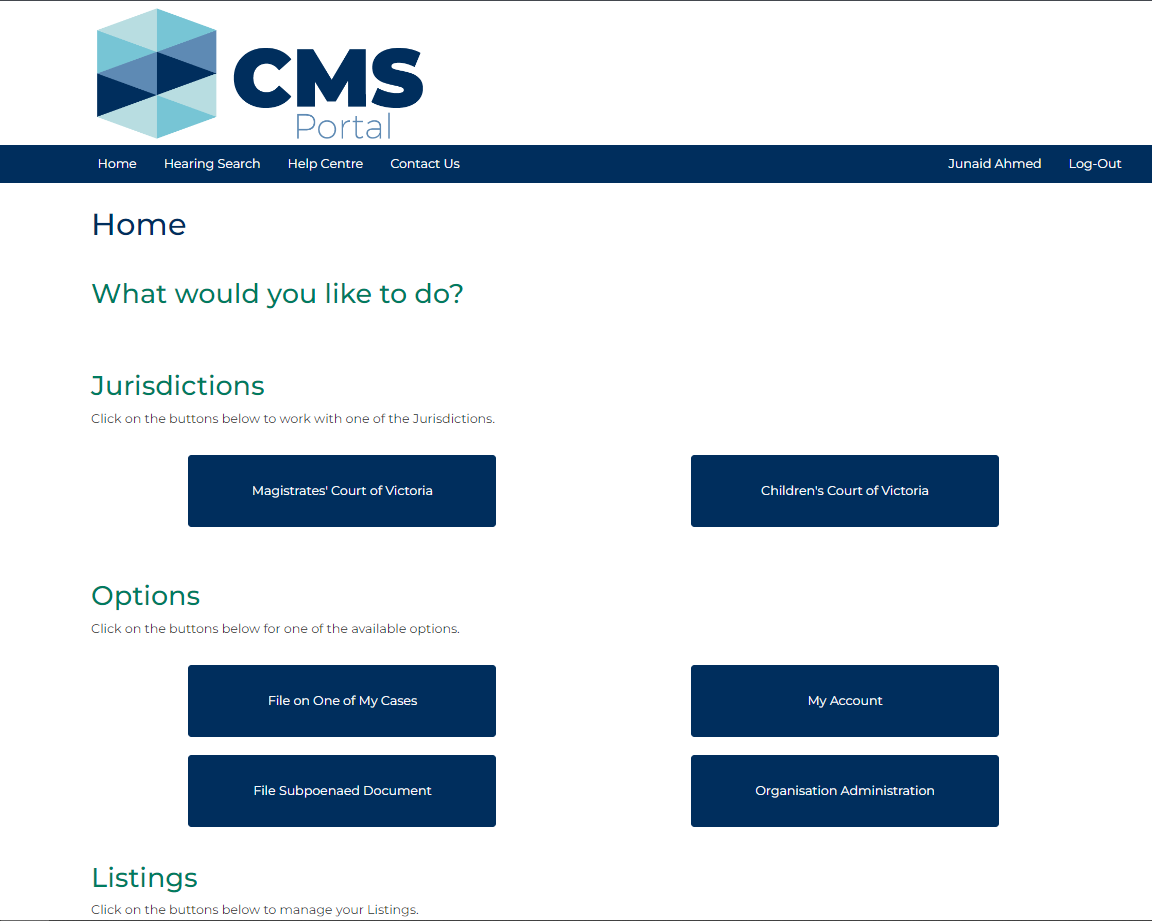 CMS
Portal
Home Hearing Search Help Centre Contact Us Junaid Ahmed Log-Out
Home
What would you like to do?
Jurisdictions
Click on the buttons below to work with one of the Jurisdictions.
Magistrates' Court of Victoria Children's Court of Victoria
Options
Click on the buttons below for one of the available options.
File on One of My Cases My Account
File Subpoenaed Document Organisation Administration
Listings
Click on the buttons below to manage your Listings.